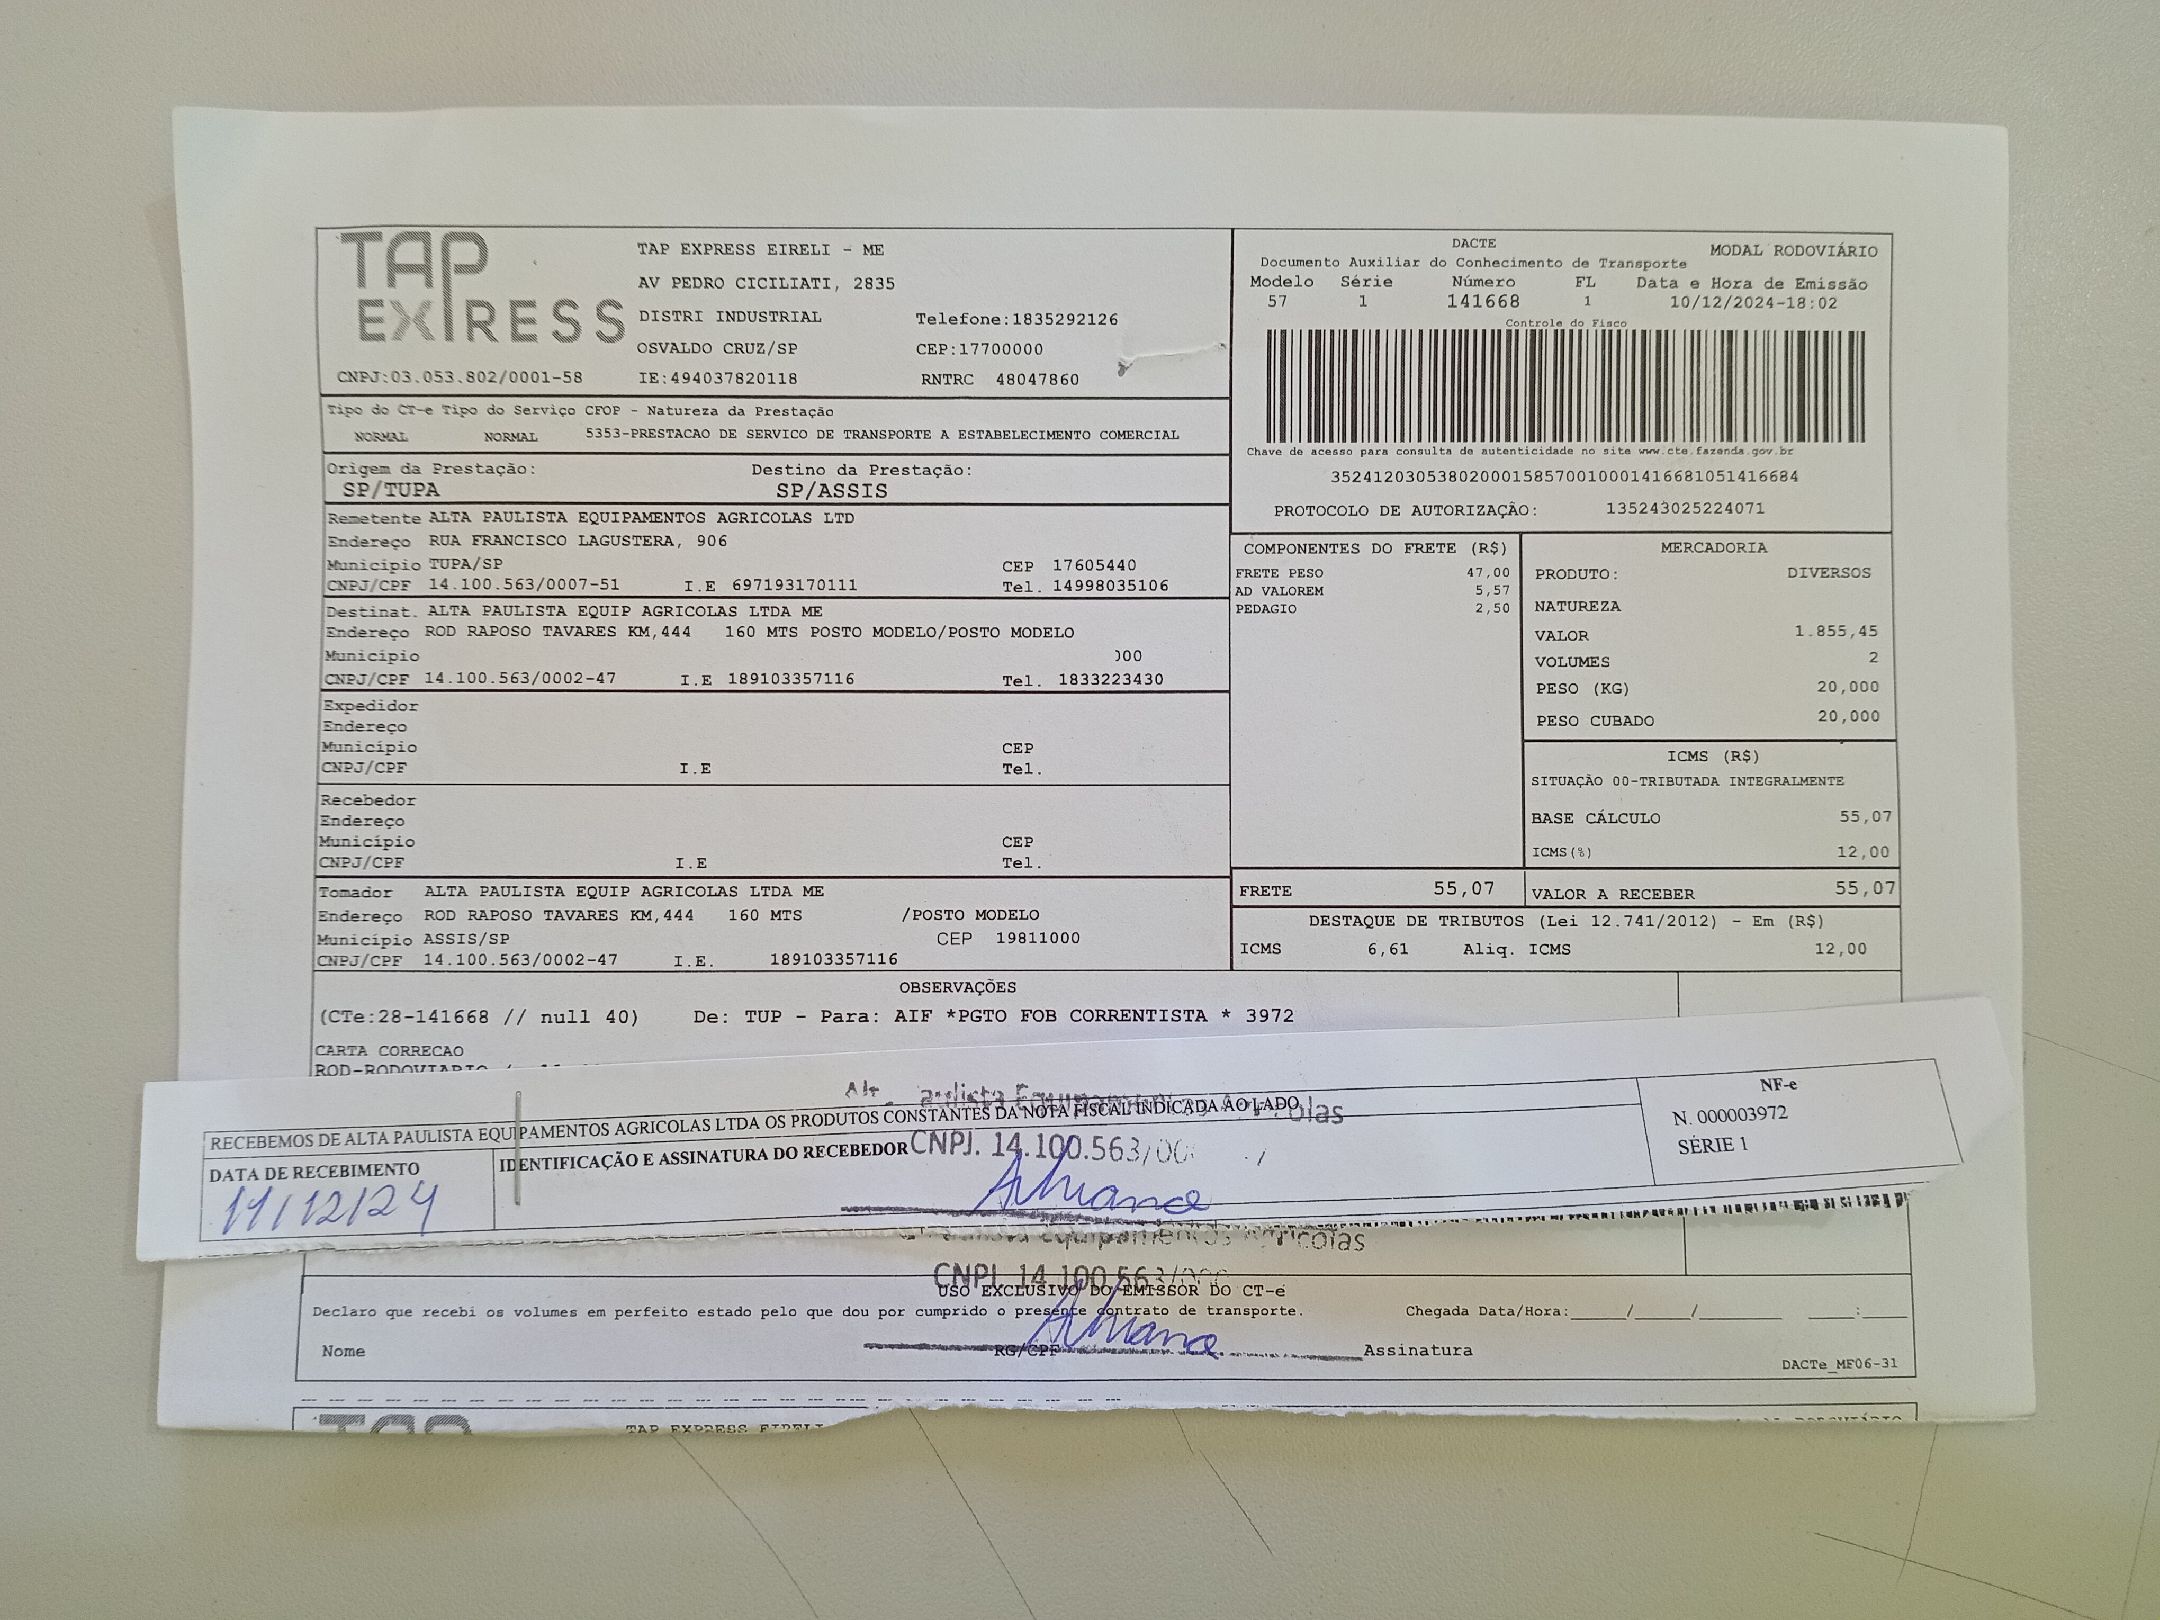 TAP EXPRESS
TAP EXPRESS EIRELI - ME
AV PEDRO CICILIATI, 2835
DISTRI INDUSTRIAL Telefone:1835292126
OSVALDO CRUZ/SP CEP:17700000
CNPJ:03.053.802/0001-58 IE:494037820118 RNTRC 48047860
DACTE MODAL RODOVIÁRIO
Documento Auxiliar do Conhecimento de Transporte
Modelo Série Número FL Data e Hora de Emissão
57 1 141668 1 10/12/2024-18:02
Controle do Fisco
Chave de acesso para consulta de autenticidade no site www.cte.fazenda.gov.br
35241203053802000158570010001416681051416684
PROTOCOLO DE AUTORIZAÇÃO: 135243025224071
Tipo do CT-e Tipo do Serviço CFOP - Natureza da Prestação
NORMAL NORMAL 5353-PRESTACAO DE SERVICO DE TRANSPORTE A ESTABELECIMENTO COMERCIAL
Origem da Prestação: Destino da Prestação:
SP/TUPA SP/ASSIS
Remetente ALTA PAULISTA EQUIPAMENTOS AGRICOLAS LTD
Endereço RUA FRANCISCO LAGUSTERA, 906
Município TUPA/SP CEP 17605440
CNPJ/CPF 14.100.563/0007-51 I.E 697193170111 Tel. 14998035106
Destinat. ALTA PAULISTA EQUIP AGRICOLAS LTDA ME
Endereço ROD RAPOSO TAVARES KM,444 160 MTS POSTO MODELO/POSTO MODELO
Município 000
CNPJ/CPF 14.100.563/0002-47 I.E 189103357116 Tel. 1833223430
Expedidor
Endereço
Município CEP
CNPJ/CPF I.E Tel.
Recebedor
Endereço
Município CEP
CNPJ/CPF I.E Tel.
Tomador ALTA PAULISTA EQUIP AGRICOLAS LTDA ME
Endereço ROD RAPOSO TAVARES KM,444 160 MTS /POSTO MODELO
Município ASSIS/SP CEP 19811000
CNPJ/CPF 14.100.563/0002-47 I.E. 189103357116
COMPONENTES DO FRETE (R$)
FRETE PESO 47,00
AD VALOREM 5,57
PEDAGIO 2,50
MERCADORIA
PRODUTO: DIVERSOS
NATUREZA
VALOR 1.855,45
VOLUMES 2
PESO (KG) 20,000
PESO CUBADO 20,000
ICMS (R$)
SITUAÇÃO 00-TRIBUTADA INTEGRALMENTE
BASE CÁLCULO 55,07
ICMS(%) 12,00
FRETE 55,07 VALOR A RECEBER 55,07
DESTAQUE DE TRIBUTOS (Lei 12.741/2012) - Em (R$)
ICMS 6,61 Aliq. ICMS 12,00
OBSERVAÇÕES
(CTe:28-141668 // null 40) De: TUP - Para: AIF *PGTO FOB CORRENTISTA * 3972
CARTA CORRECAO
ROD-RODOVIARIO
RECEBEMOS DE ALTA PAULISTA EQUIPAMENTOS AGRICOLAS LTDA OS PRODUTOS CONSTANTES DA NOTA FISCAL INDICADA AO LADO
DATA DE RECEBIMENTO IDENTIFICAÇÃO E ASSINATURA DO RECEBEDOR CNPJ. 14.100.563/00
11/12/24 Adriana
NF-e
N. 000003972
SÉRIE 1
Equipamentos Agricolas
CNPJ. 14.100.563/00
USO EXCLUSIVO DO EMISSOR DO CT-e
Declaro que recebi os volumes em perfeito estado pelo que dou por cumprido o presente contrato de transporte. Chegada Data/Hora:____/____/____ ___:___
Adriana
Nome RG/CPF Assinatura
DACTe_MF06-31
TAP EXPRESS EIRELI